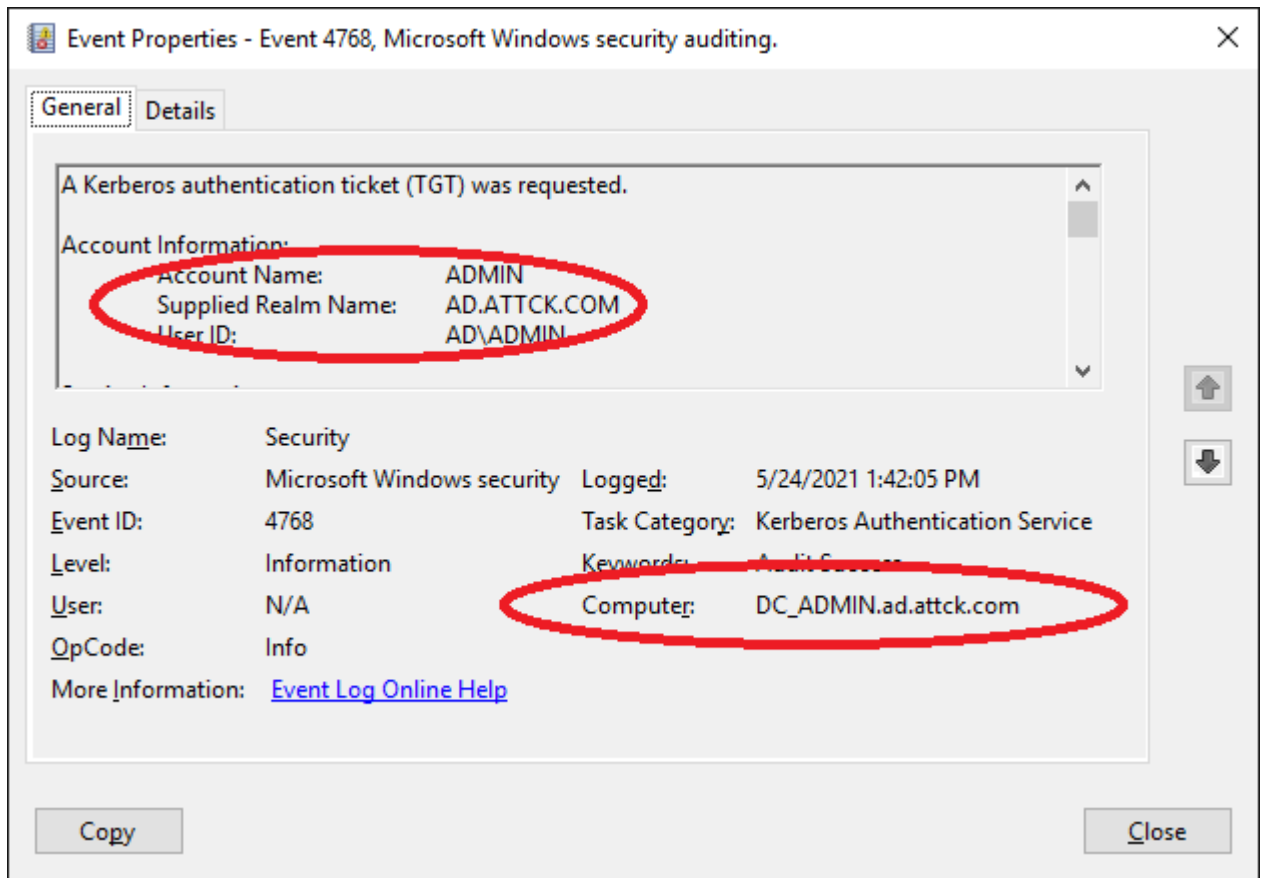 Event Properties - Event 4768, Microsoft Windows security auditing.
General Details
A Kerberos authentication ticket (TGT) was requested.
Account Information:
Account Name: ADMIN
Supplied Realm Name: AD.ATTCK.COM
User ID: AD\ADMIN
Log Name: Security
Source: Microsoft Windows security Logged: 5/24/2021 1:42:05 PM
Event ID: 4768 Task Category: Kerberos Authentication Service
Level: Information Keywords: Audit Success
User: N/A Computer: DC_ADMIN.ad.attck.com
OpCode: Info
More Information: Event Log Online Help
Copy Close